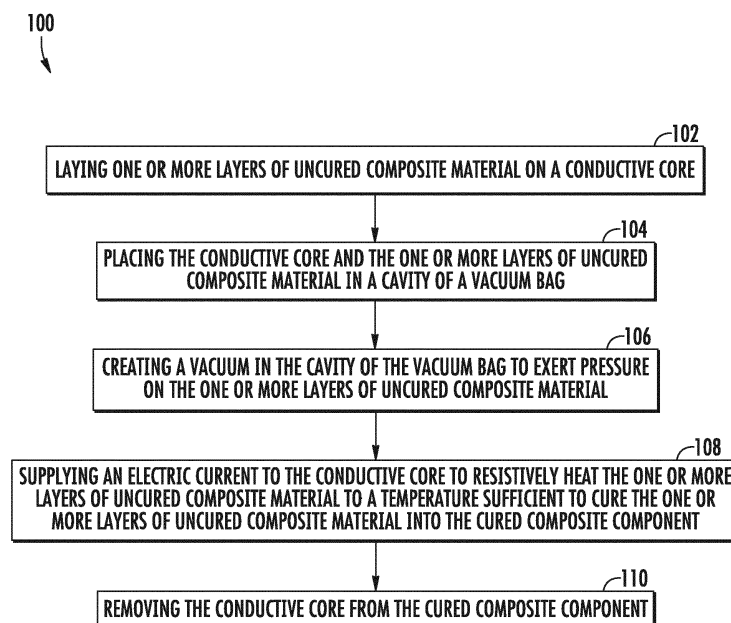 100
102
LAYING ONE OR MORE LAYERS OF UNCURED COMPOSITE MATERIAL ON A CONDUCTIVE CORE
104
PLACING THE CONDUCTIVE CORE AND THE ONE OR MORE LAYERS OF UNCURED
COMPOSITE MATERIAL IN A CAVITY OF A VACUUM BAG
106
CREATING A VACUUM IN THE CAVITY OF THE VACUUM BAG TO EXERT PRESSURE
ON THE ONE OR MORE LAYERS OF UNCURED COMPOSITE MATERIAL
108
SUPPLYING AN ELECTRIC CURRENT TO THE CONDUCTIVE CORE TO RESISTIVELY HEAT THE ONE OR MORE
LAYERS OF UNCURED COMPOSITE MATERIAL TO A TEMPERATURE SUFFICIENT TO CURE THE ONE OR
MORE LAYERS OF UNCURED COMPOSITE MATERIAL INTO THE CURED COMPOSITE COMPONENT
110
REMOVING THE CONDUCTIVE CORE FROM THE CURED COMPOSITE COMPONENT